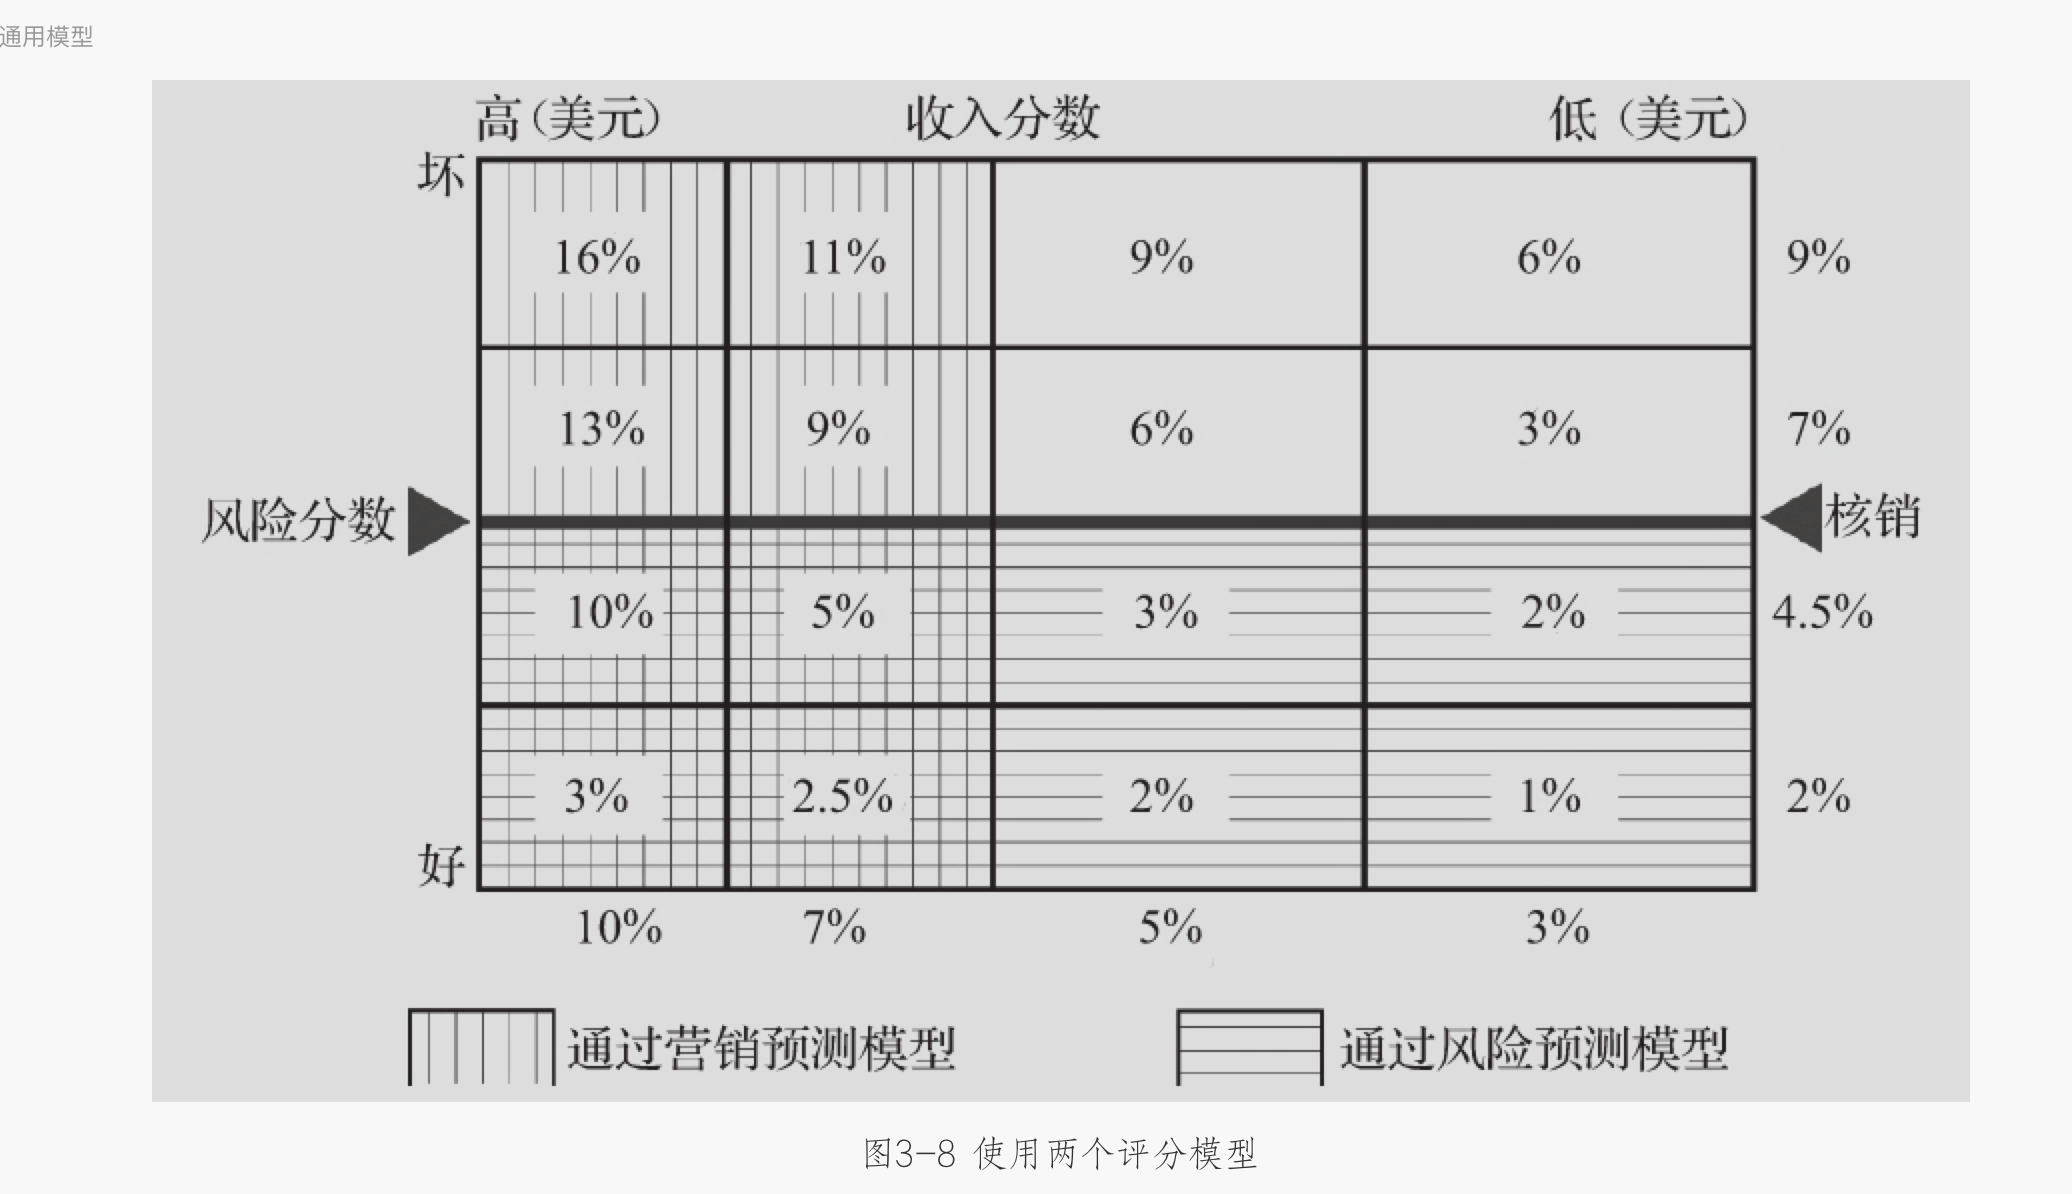 通用模型
高(美元) 收入分数 低 (美元)
坏
16% 11% 9% 6% 9%
13% 9% 6% 3% 7%
风险分数 核销
10% 5% 3% 2% 4.5%
3% 2.5% 2% 1% 2%
好
10% 7% 5% 3%
通过营销预测模型 通过风险预测模型
图3-8 使用两个评分模型